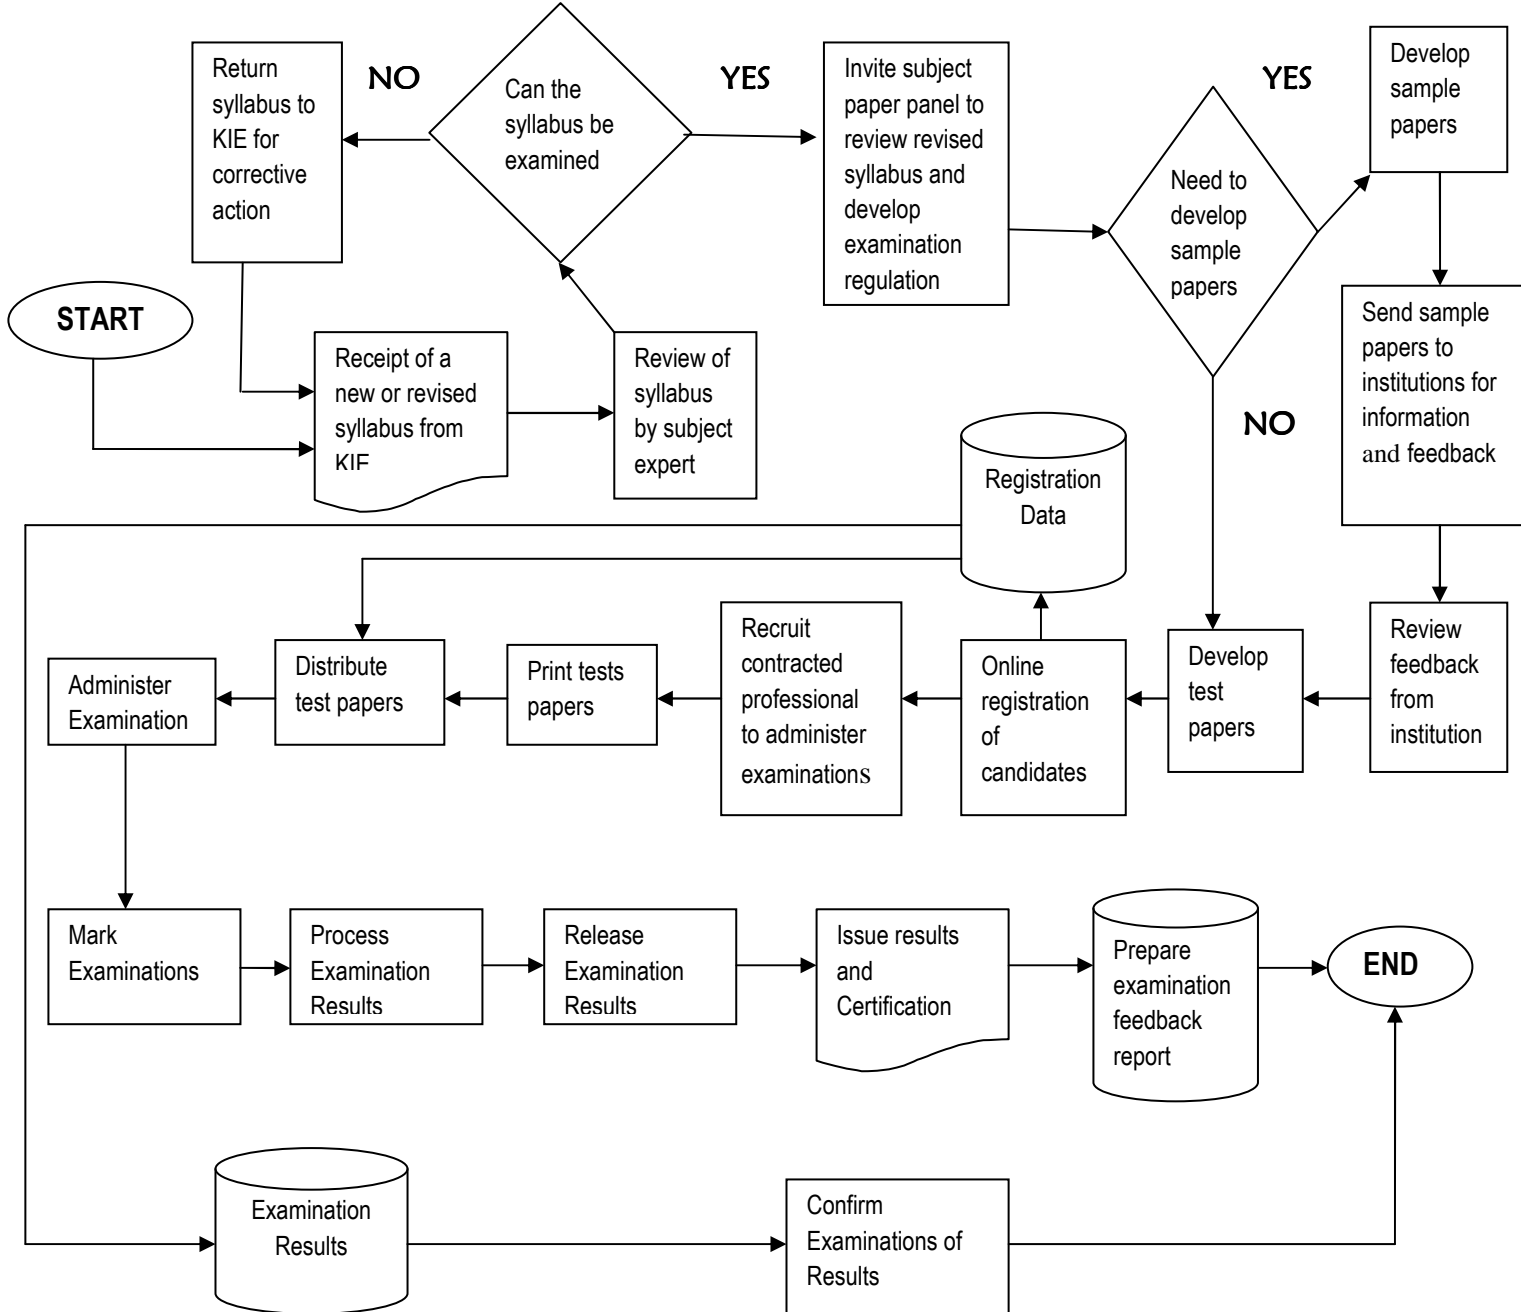 Return
syllabus to
KIE for
corrective
action
NO
Can the
syllabus be
examined
YES
Invite subject
paper panel to
review revised
syllabus and
develop
examination
regulation
Need to
develop
sample
papers
YES
Develop
sample
papers
START
Receipt of a
new or revised
syllabus from
KIE
Review of
syllabus
by subject
expert
NO
Send sample
papers to
institutions for
information
and feedback
Registration
Data
Administer
Examination
Distribute
test papers
Print tests
papers
Recruit
contracted
professional
to administer
examinations
Online
registration
of
candidates
Develop
test
papers
Review
feedback
from
institution
Mark
Examinations
Process
Examination
Results
Release
Examination
Results
Issue results
and
Certification
Prepare
examination
feedback
report
END
Examination
Results
Confirm
Examinations of
Results